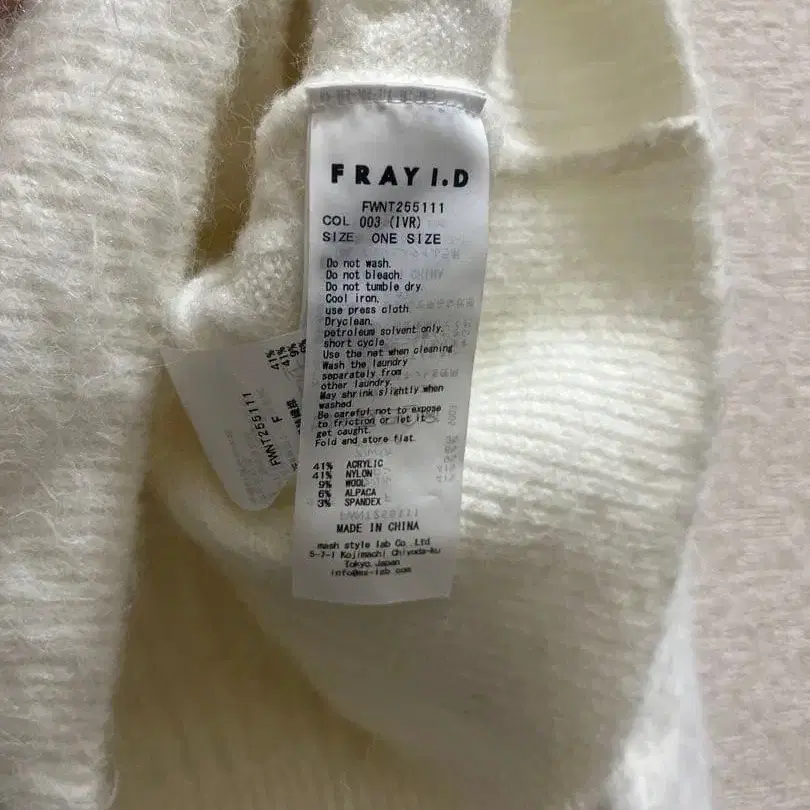 FRAY I.D
FWNT255111
COL 003 (IVR)
SIZE ONE SIZE
Do not wash.
Do not bleach.
Do not tumble dry.
Cool iron.
use press cloth
Dryclean.
petroleum solvent only.
short cycle
Use the net when cleaning
Wash the laundry
separately from
other laundry.
May shrink slightly when
washed
Be careful not to expose
to friction or let it
get caught.
Fold and store flat.
41% ACRYLIC
41% NYLON
9% WOOL
6% ALPACA
3% SPANDEX
MADE IN CHINA
mash style lab Co.,Ltd
5-7-1 Kojimachi Chiyoda-ku
Tokyo.Japan
41%
41%
9%
FWNT255111
F